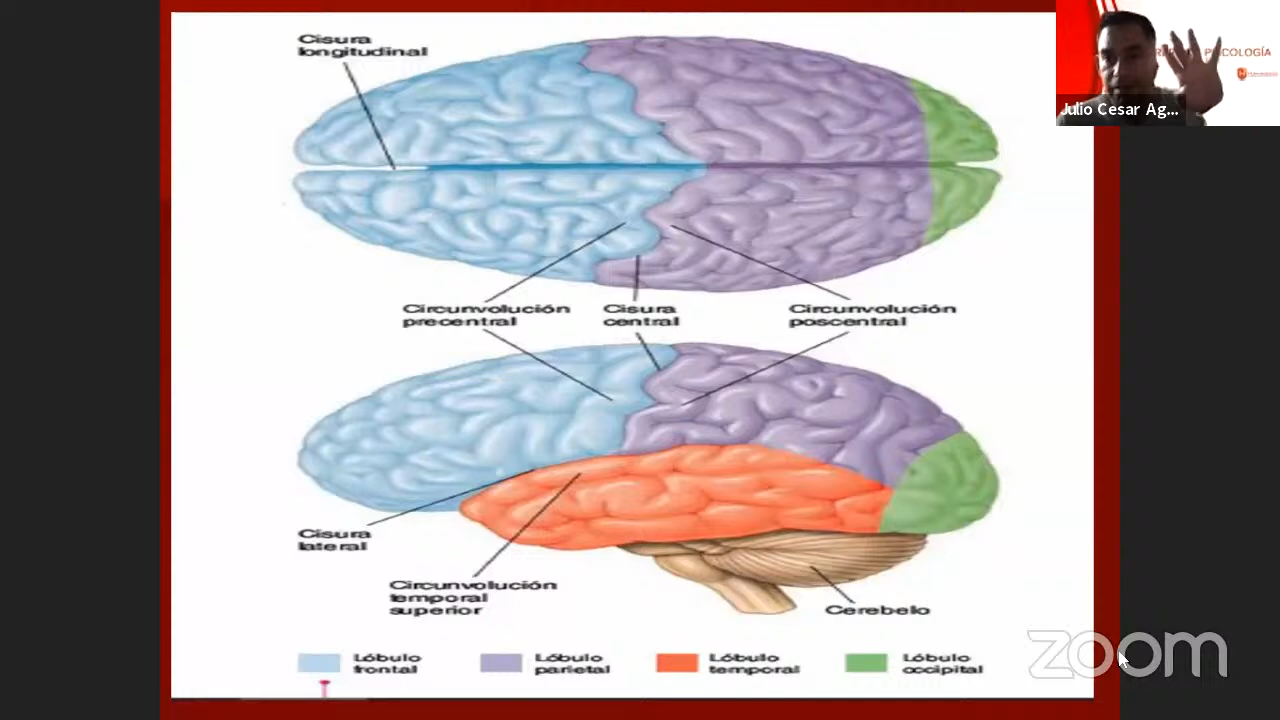 Cisura
longitudinal
PSICOLOGÍA
Julio Cesar Ag...
Circunvolución
precentral
Cisura
central
Circunvolución
poscentral
Cisura
lateral
Circunvolución
temporal
superior
Cerebelo
Lóbulo
frontal
Lóbulo
parietal
Lóbulo
temporal
Lóbulo
occipital
zoom